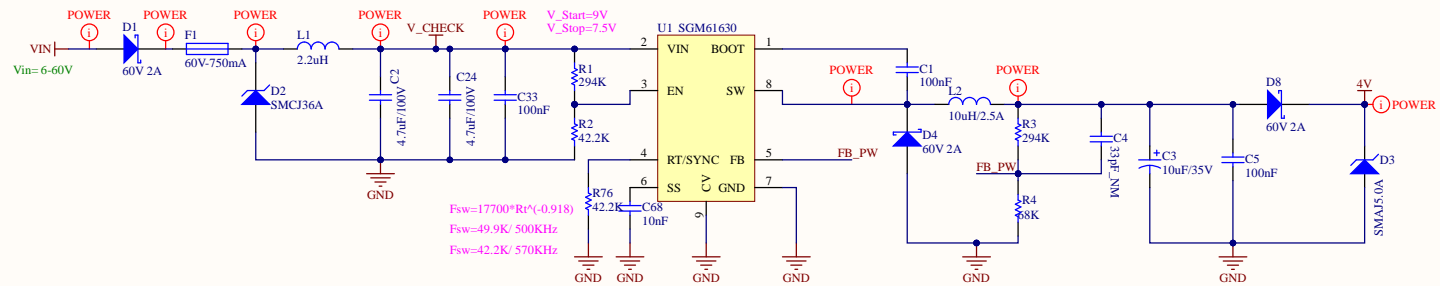 VIN
Vin= 6-60V
POWER
i
D1
60V 2A
POWER
i
F1
60V-750mA
POWER
i
D2
SMCJ36A
L1
2.2uH
POWER
i
C2
4.7uF/100V
GND
V_CHECK
C24
4.7uF/100V
POWER
i
C33
100nF
V_Start=9V
V_Stop=7.5V
R1
294K
R2
42.2K
Fsw=17700*Rt^(-0.918)
Fsw=49.9K/ 500KHz
Fsw=42.2K/ 570KHz
R76
42.2K
GND
C68
10nF
GND
U1 SGM61630
2 VIN
3 EN
4 RT/SYNC
6 SS
BOOT 1
SW 8
FB 5
GND 7
CV 9
GND
GND
FB_PW
POWER
i
C1
100nF
D4
60V 2A
L2
10uH/2.5A
POWER
i
R3
294K
FB_PW
R4
68K
GND
C4
33pF_NM
C3
+
10uF/35V
C5
100nF
GND
D8
60V 2A
4V
i POWER
D3
SMAJ5.0A